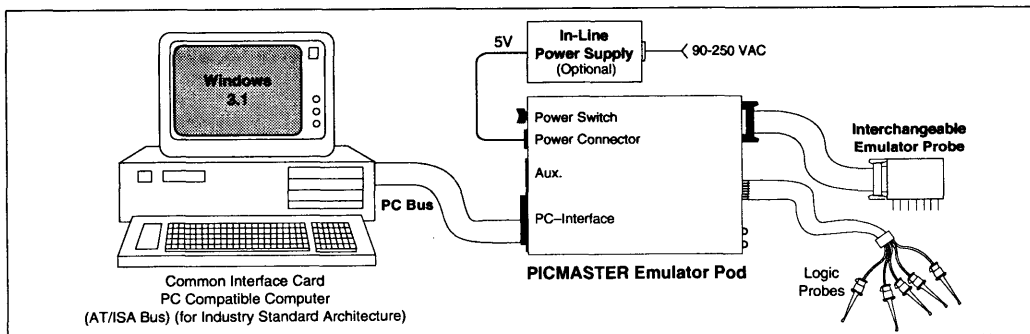 Windows
3.1
5V
In-Line
Power Supply
(Optional)
90-250 VAC
Power Switch
Power Connector
Aux.
PC–Interface
PC Bus
Interchangeable
Emulator Probe
Logic
Probes
PICMASTER Emulator Pod
Common Interface Card
PC Compatible Computer
(AT/ISA Bus) (for Industry Standard Architecture)